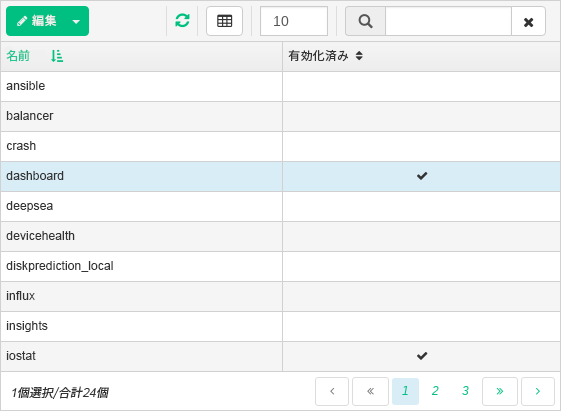 編集 10
名前 有効化済み
ansible
balancer
crash
dashboard
deepsea
devicehealth
diskprediction_local
influx
insights
iostat
1個選択/合計24個 ‹ « 1 2 3 » ›